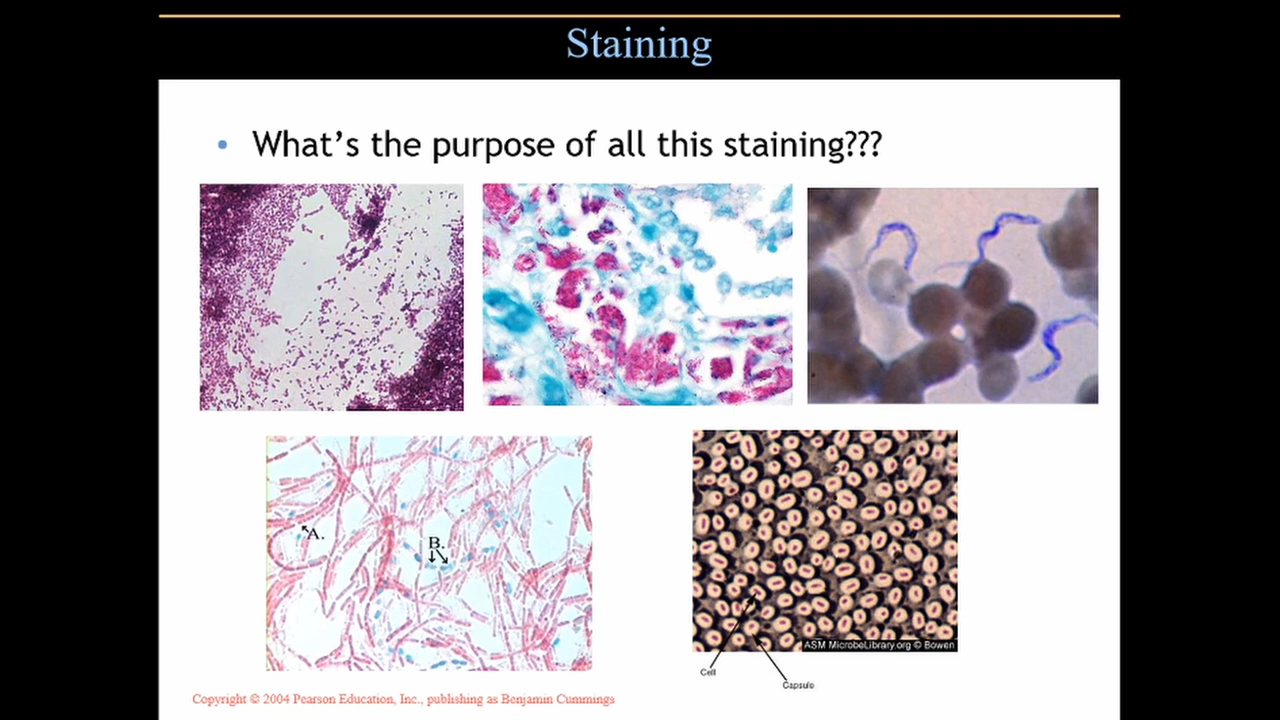 Staining
• What's the purpose of all this staining???
A.
B.
ASM MicrobeLibrary.org © Bowen
Cell
Capsule
Copyright © 2004 Pearson Education, Inc., publishing as Benjamin Cummings